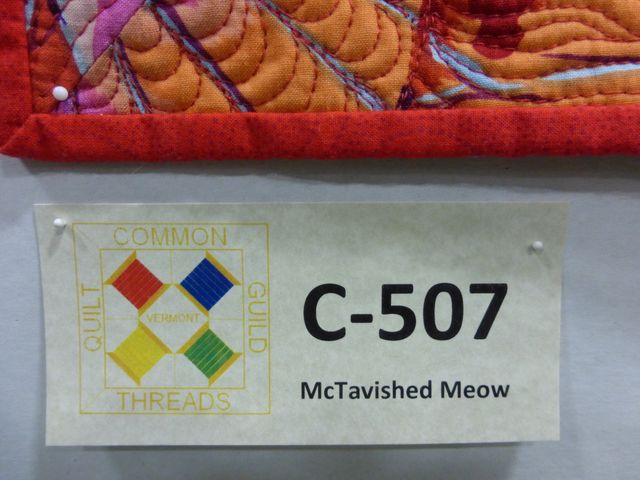 COMMON
QUILT
GUILD
VERMONT
THREADS
C-507
McTavished Meow